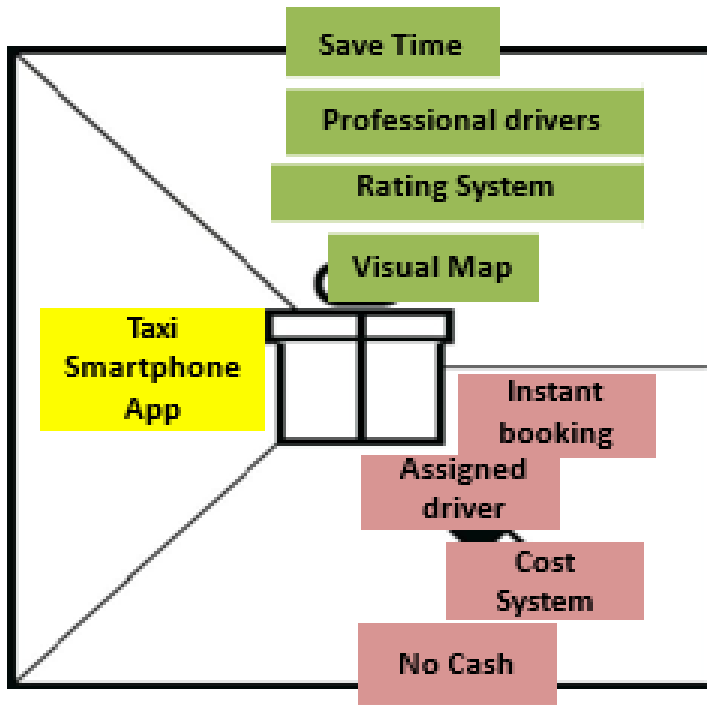 Save Time
Professional drivers
Rating System
Visual Map
Taxi
Smartphone
App
Instant
booking
Assigned
driver
Cost
System
No Cash